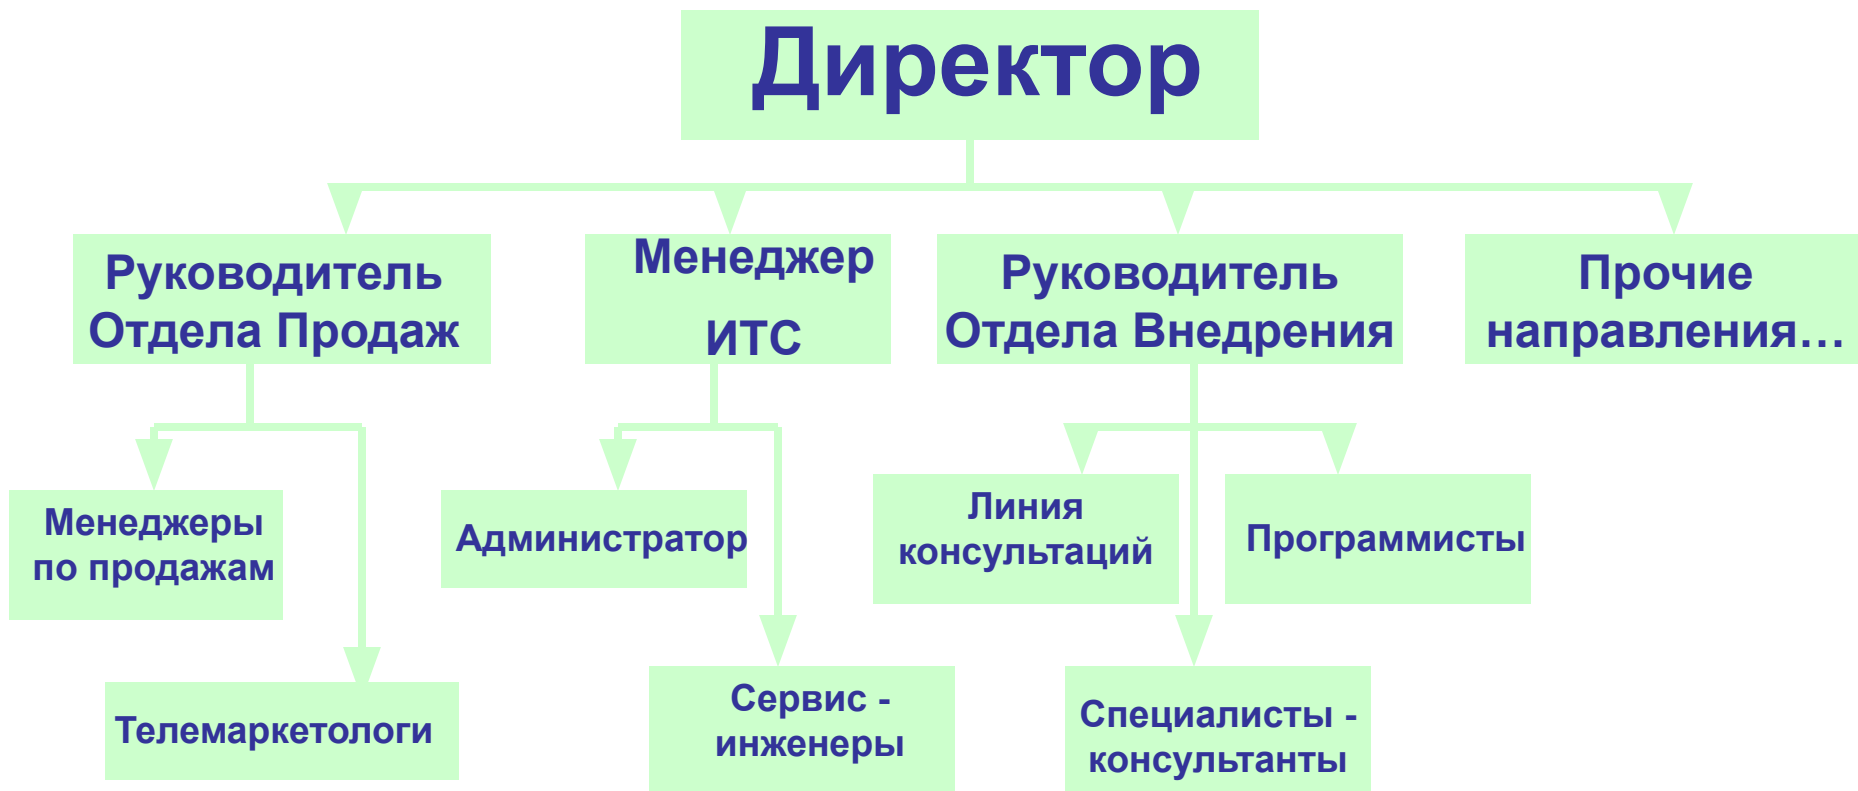 Директор
Руководитель
Отдела Продаж
Менеджер
ИТС
Руководитель
Отдела Внедрения
Прочие
направления…
Менеджеры
по продажам
Администратор
Линия
консультаций
Программисты
Телемаркетологи
Сервис -
инженеры
Специалисты -
консультанты